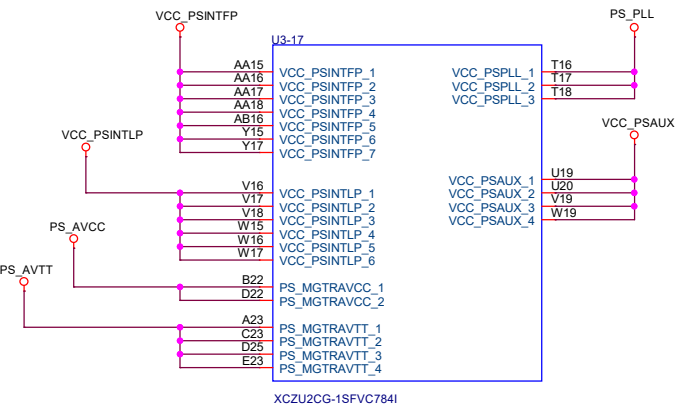 VCC_PSINTFP
PS_PLL
U3-17
AA15 VCC_PSINTFP_1 VCC_PSPLL_1 T16
AA16 VCC_PSINTFP_2 VCC_PSPLL_2 T17
AA17 VCC_PSINTFP_3 VCC_PSPLL_3 T18
AA18 VCC_PSINTFP_4
AB16 VCC_PSINTFP_5
Y15 VCC_PSINTFP_6
Y17 VCC_PSINTFP_7
VCC_PSAUX
VCC_PSINTLP
VCC_PSAUX_1 U19
V16 VCC_PSINTLP_1 VCC_PSAUX_2 U20
V17 VCC_PSINTLP_2 VCC_PSAUX_3 V19
V18 VCC_PSINTLP_3 VCC_PSAUX_4 W19
W15 VCC_PSINTLP_4
W16 VCC_PSINTLP_5
W17 VCC_PSINTLP_6
PS_AVCC
B22 PS_MGTRAVCC_1
D22 PS_MGTRAVCC_2
PS_AVTT
A23 PS_MGTRAVTT_1
C23 PS_MGTRAVTT_2
D25 PS_MGTRAVTT_3
E23 PS_MGTRAVTT_4
XCZU2CG-1SFVC784I